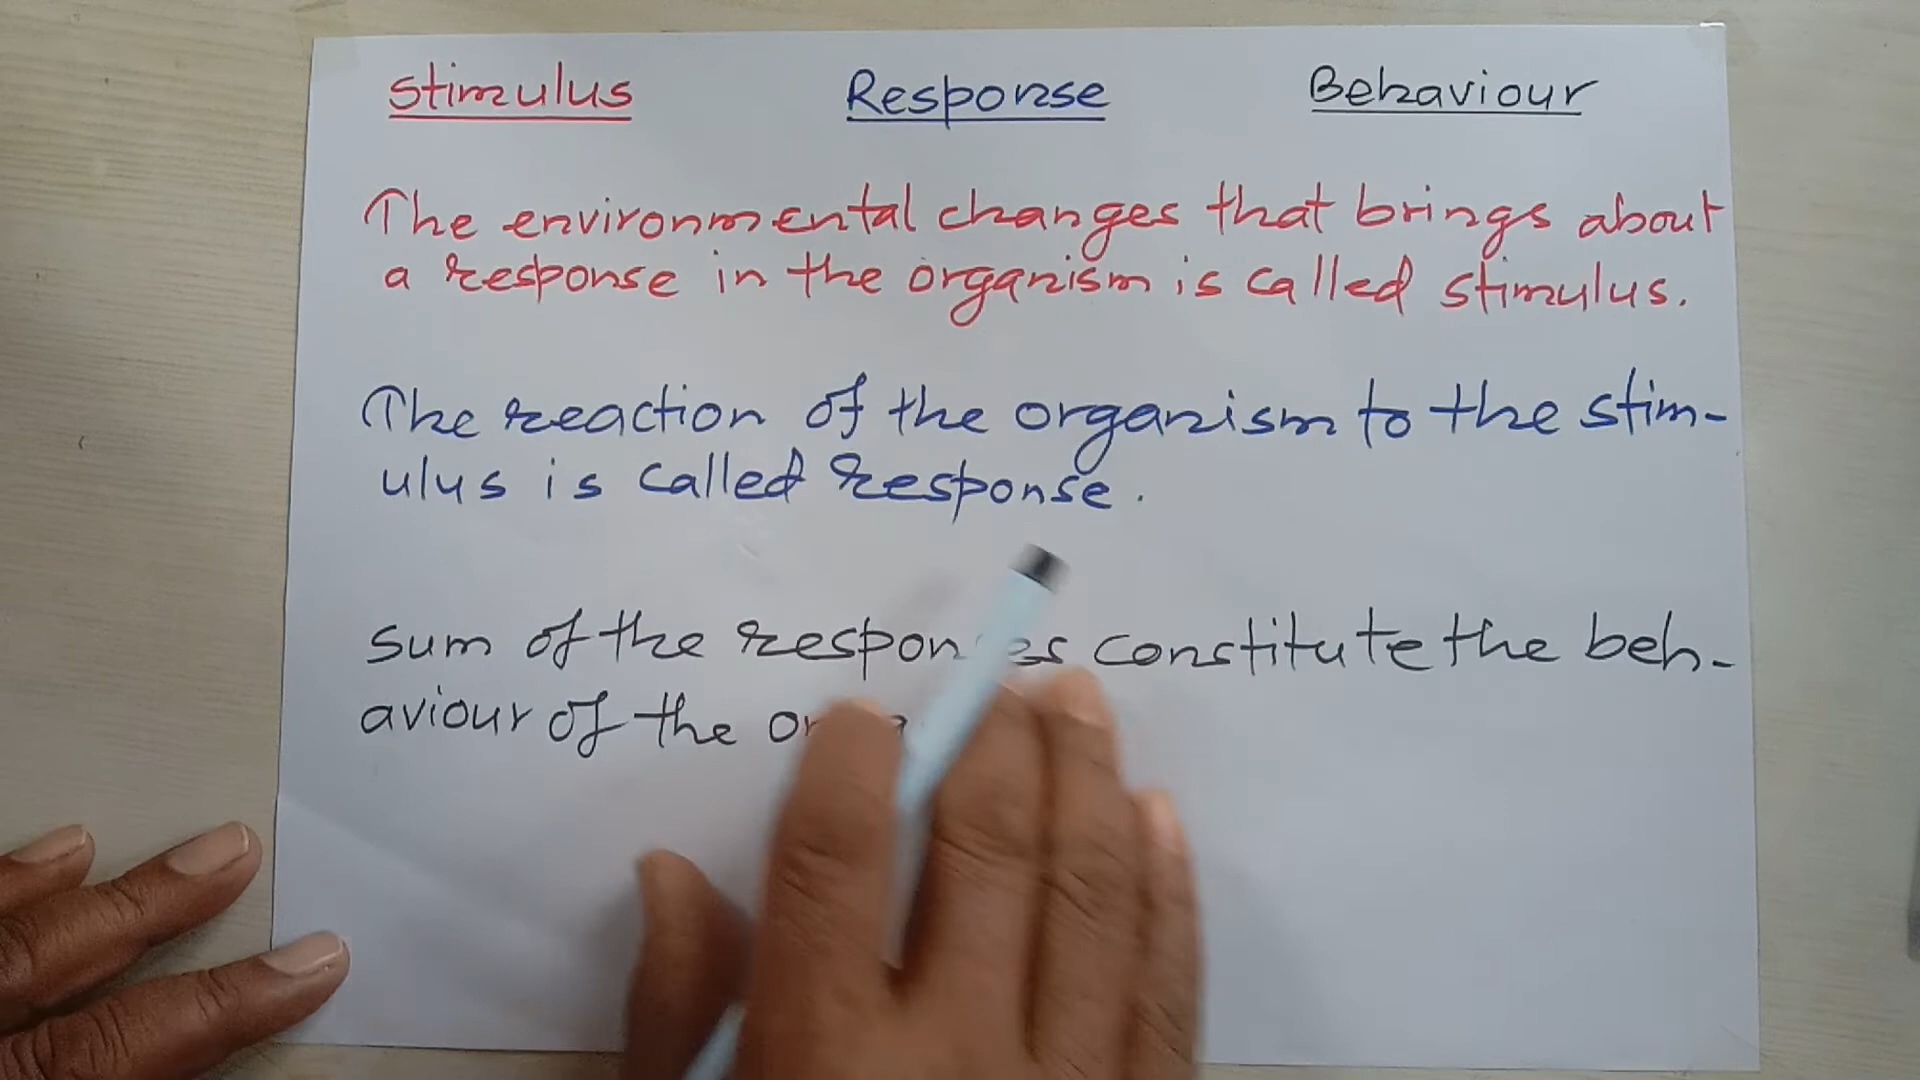 Stimulus Response Behaviour
The environmental changes that brings about
a response in the organism is called stimulus.
The reaction of the organism to the stim-
ulus is called response.
Sum of the responses constitute the beh-
aviour of the